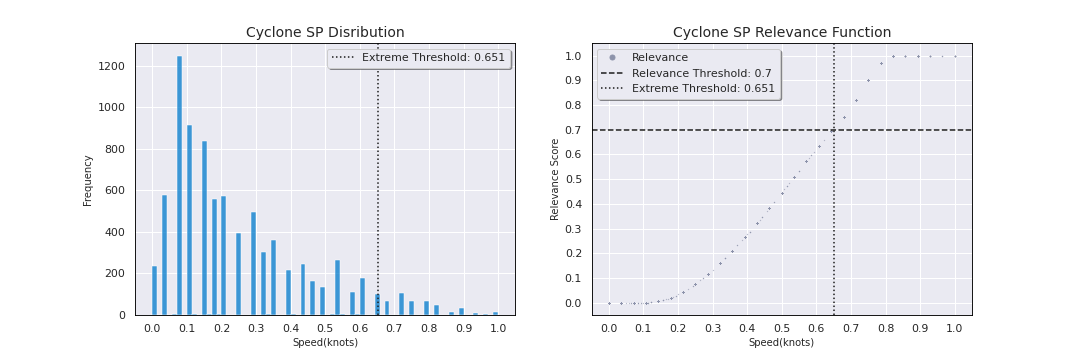 Cyclone SP Disribution
Extreme Threshold: 0.651
1200
1000
800
600
400
200
0
Frequency
0.0 0.1 0.2 0.3 0.4 0.5 0.6 0.7 0.8 0.9 1.0
Speed(knots)
Cyclone SP Relevance Function
Relevance
Relevance Threshold: 0.7
Extreme Threshold: 0.651
1.0
0.9
0.8
0.7
0.6
0.5
0.4
0.3
0.2
0.1
0.0
Relevance Score
0.0 0.1 0.2 0.3 0.4 0.5 0.6 0.7 0.8 0.9 1.0
Speed(knots)